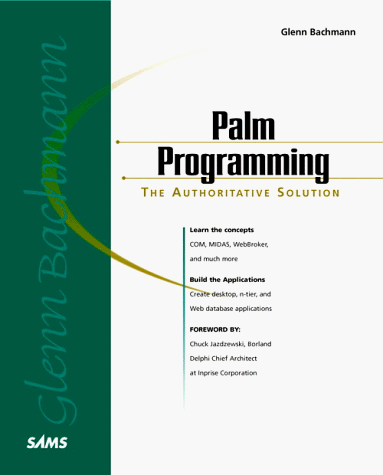 Glenn Bachmann
Glenn Bachmann
Palm
Programming
THE AUTHORITATIVE SOLUTION
Learn the concepts
COM, MIDAS, WebBroker,
and much more
Build the Applications
Create desktop, n-tier, and
Web database applications
FOREWORD BY:
Chuck Jazdzewski, Borland
Delphi Chief Architect
at Inprise Corporation
SAMS